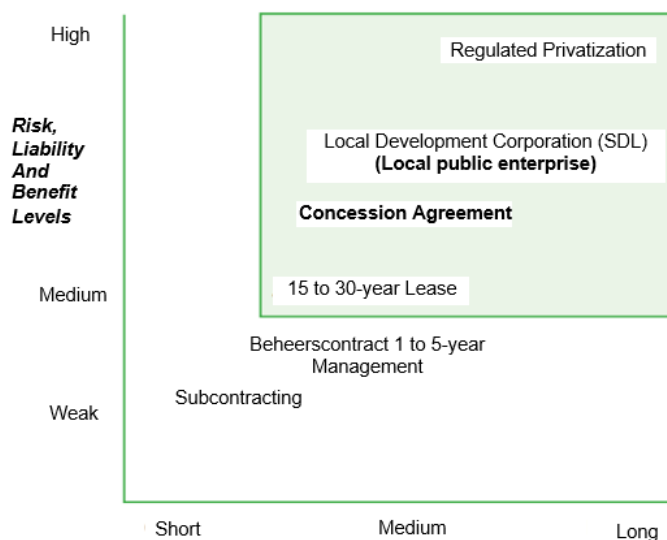 High
Regulated Privatization
Risk,
Liability
And
Benefit
Levels
Local Development Corporation (SDL)
(Local public enterprise)
Concession Agreement
Medium
15 to 30-year Lease
Beheerscontract 1 to 5-year
Management
Subcontracting
Weak
Short
Medium
Long